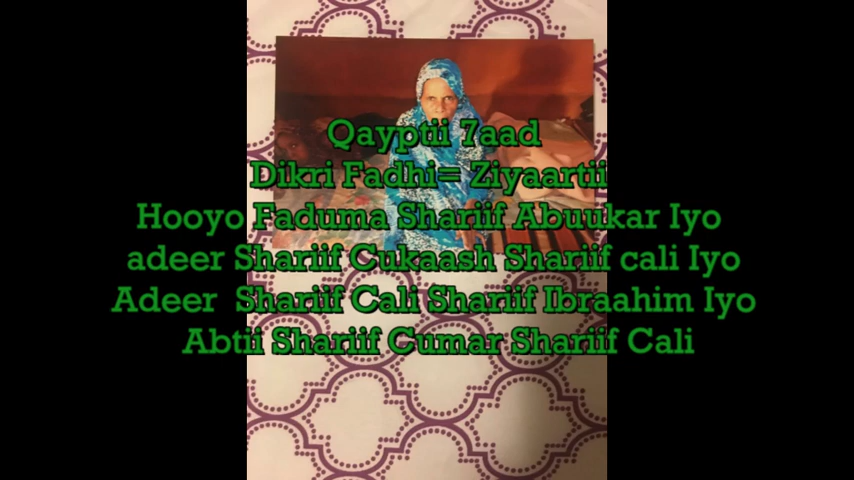 Qayptii 7aad
Dikri Fadhi= Ziyaartii
Hooyo Faduma Shariif Abuukar Iyo
adeer Shariif Cukaash Shariif cali Iyo
Adeer Shariif Cali Shariif Ibraahim Iyo
Abtii Shariif Cumar Shariif Cali